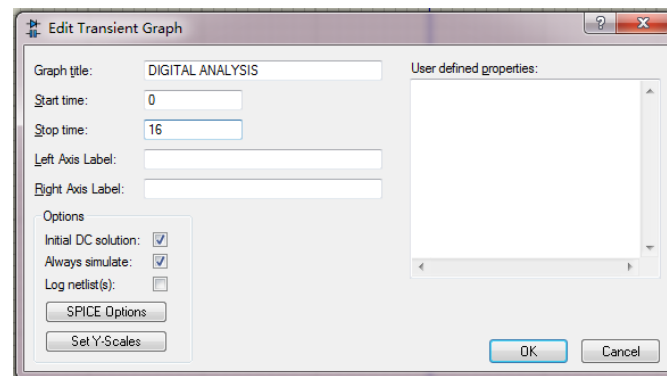 Edit Transient Graph
Graph title: DIGITAL ANALYSIS
User defined properties:
Start time: 0
Stop time: 16
Left Axis Label:
Right Axis Label:
Options
Initial DC solution:
Always simulate:
Log netlist(s):
SPICE Options
Set Y-Scales
OK Cancel